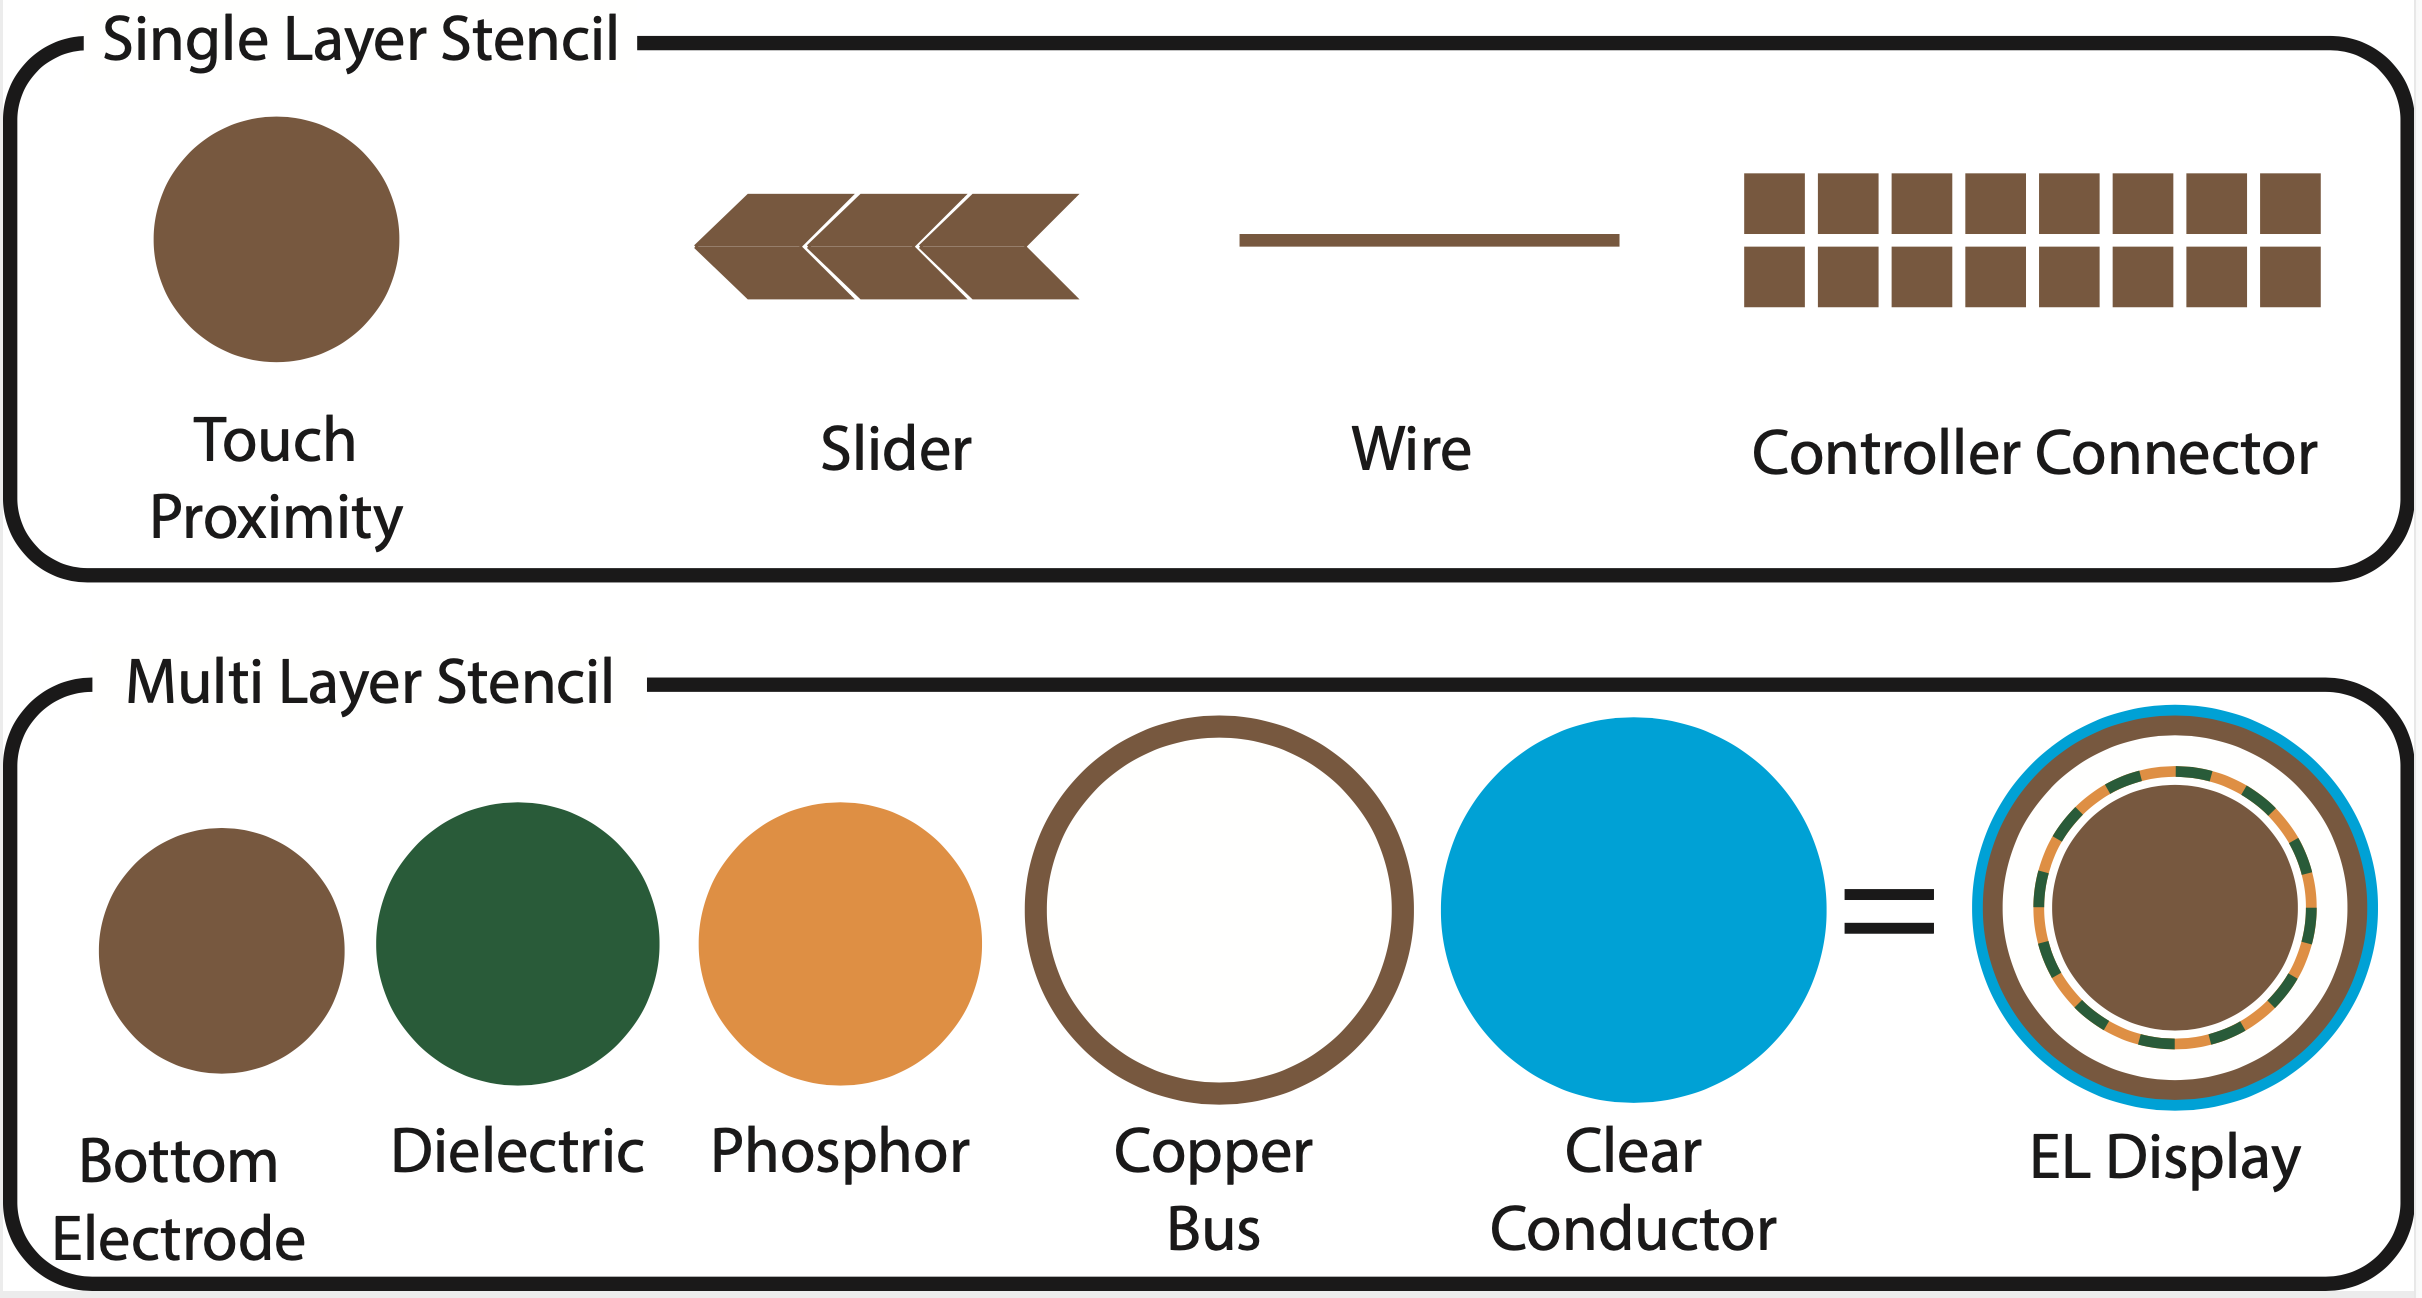 Single Layer Stencil
Touch
Proximity
Slider
Wire
Controller Connector
Multi Layer Stencil
Bottom
Electrode
Dielectric
Phosphor
Copper
Bus
Clear
Conductor
=
EL Display